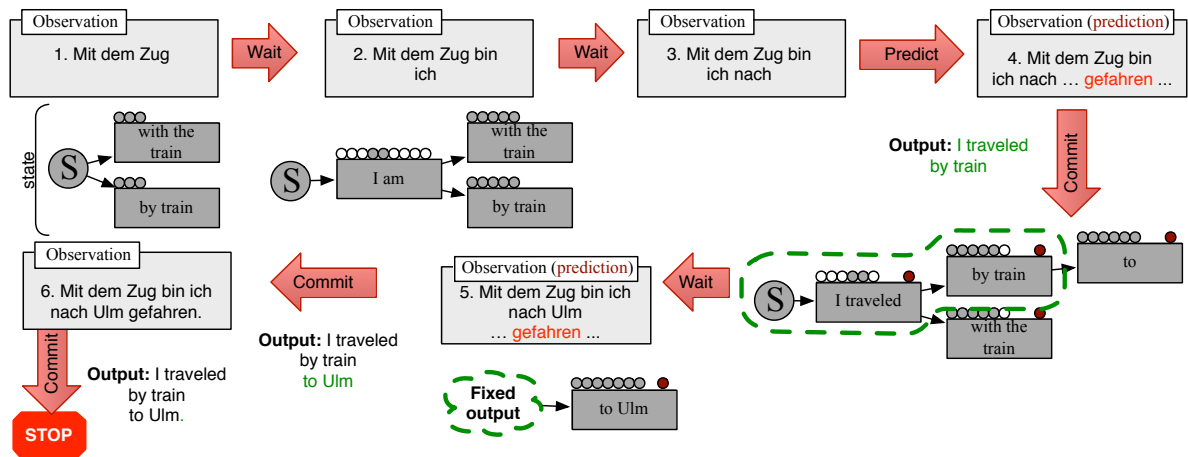 Observation
1. Mit dem Zug
Wait
Observation
2. Mit dem Zug bin
ich
Wait
Observation
3. Mit dem Zug bin
ich nach
Predict
Observation (prediction)
4. Mit dem Zug bin
ich nach … gefahren ...
state
S
with the
train
by train
S
I am
with the
train
by train
Output: I traveled
by train
Commit
S
I traveled
by train
with the
train
to
Wait
Observation (prediction)
5. Mit dem Zug bin ich
nach Ulm
… gefahren ...
Fixed
output
to Ulm
Commit
Output: I traveled
by train
to Ulm
Observation
6. Mit dem Zug bin ich
nach Ulm gefahren.
Commit
Output: I traveled
by train
to Ulm.
STOP